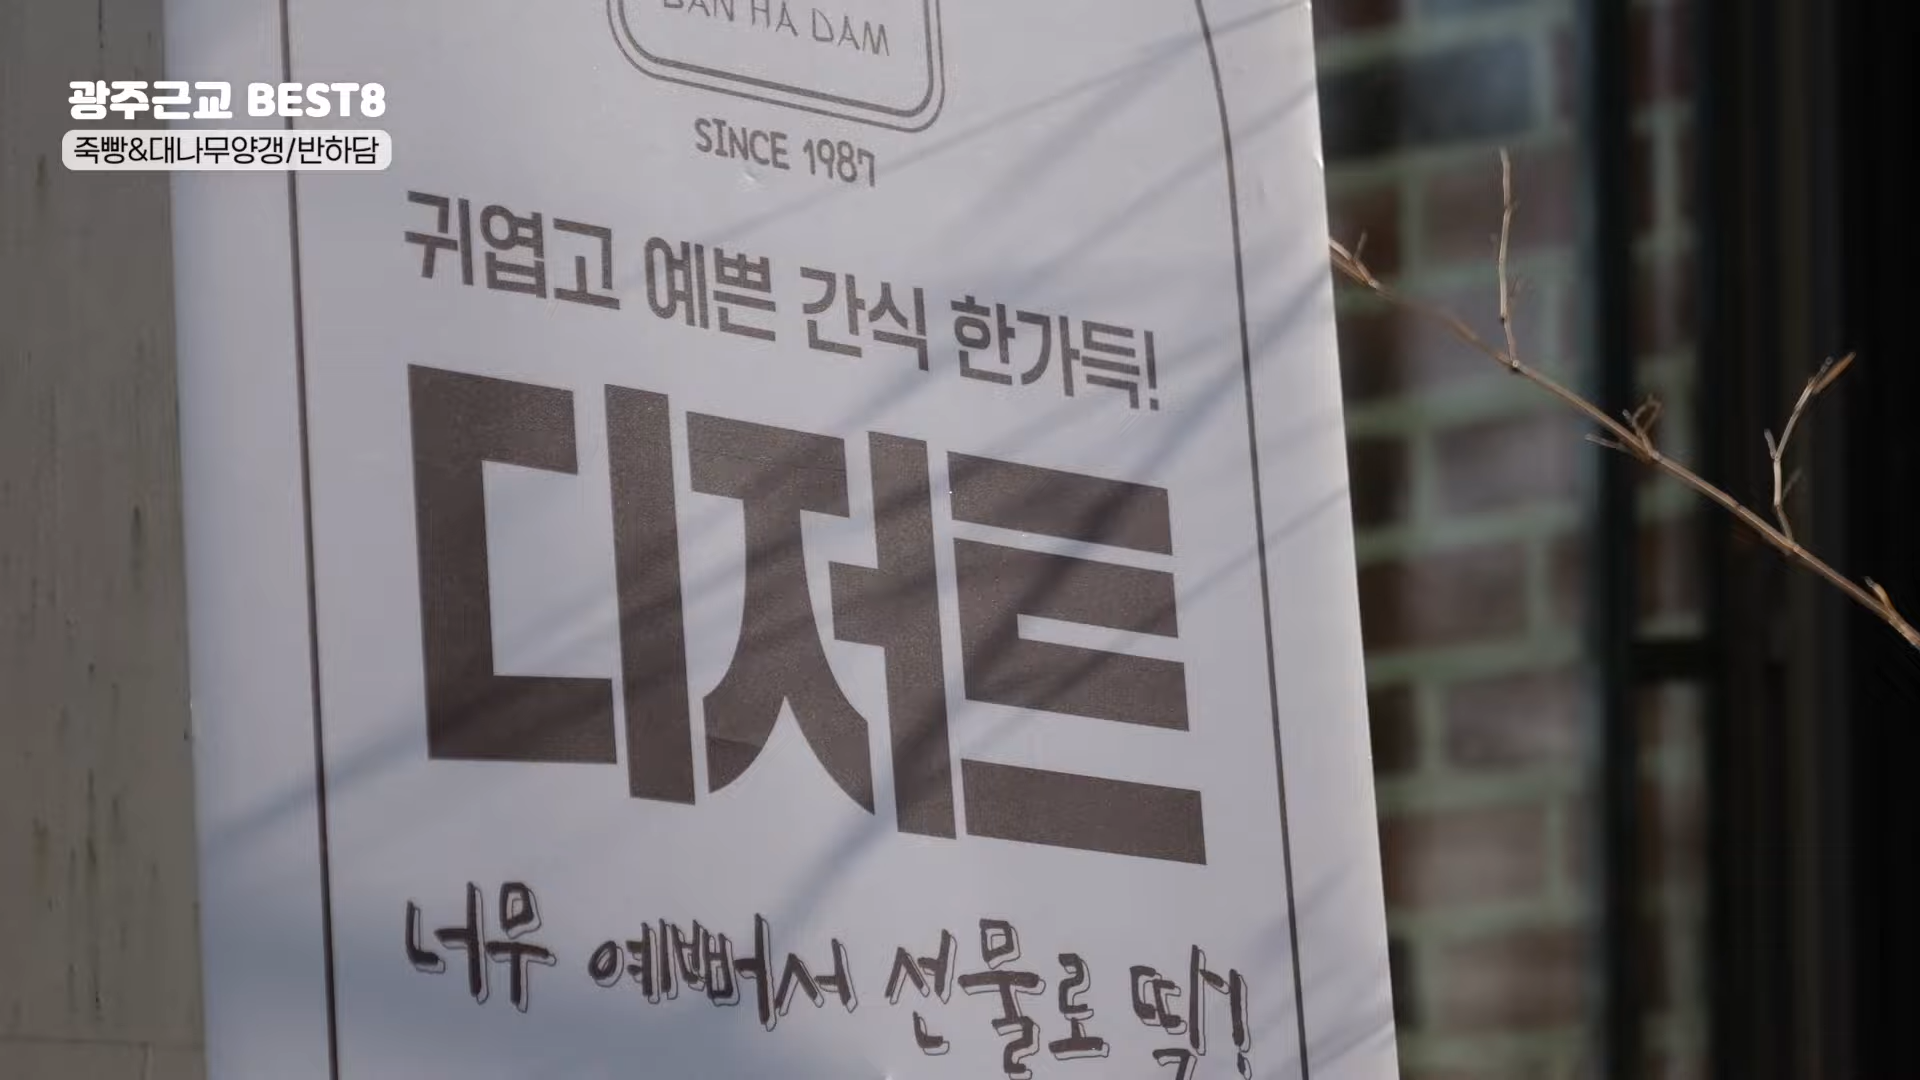 광주근교 BEST8
죽빵&대나무양갱/반하담
BAN HA DAM
SINCE 1987
귀엽고 예쁜 간식 한가득!
디저트
너무 예뻐서 선물로 딱!